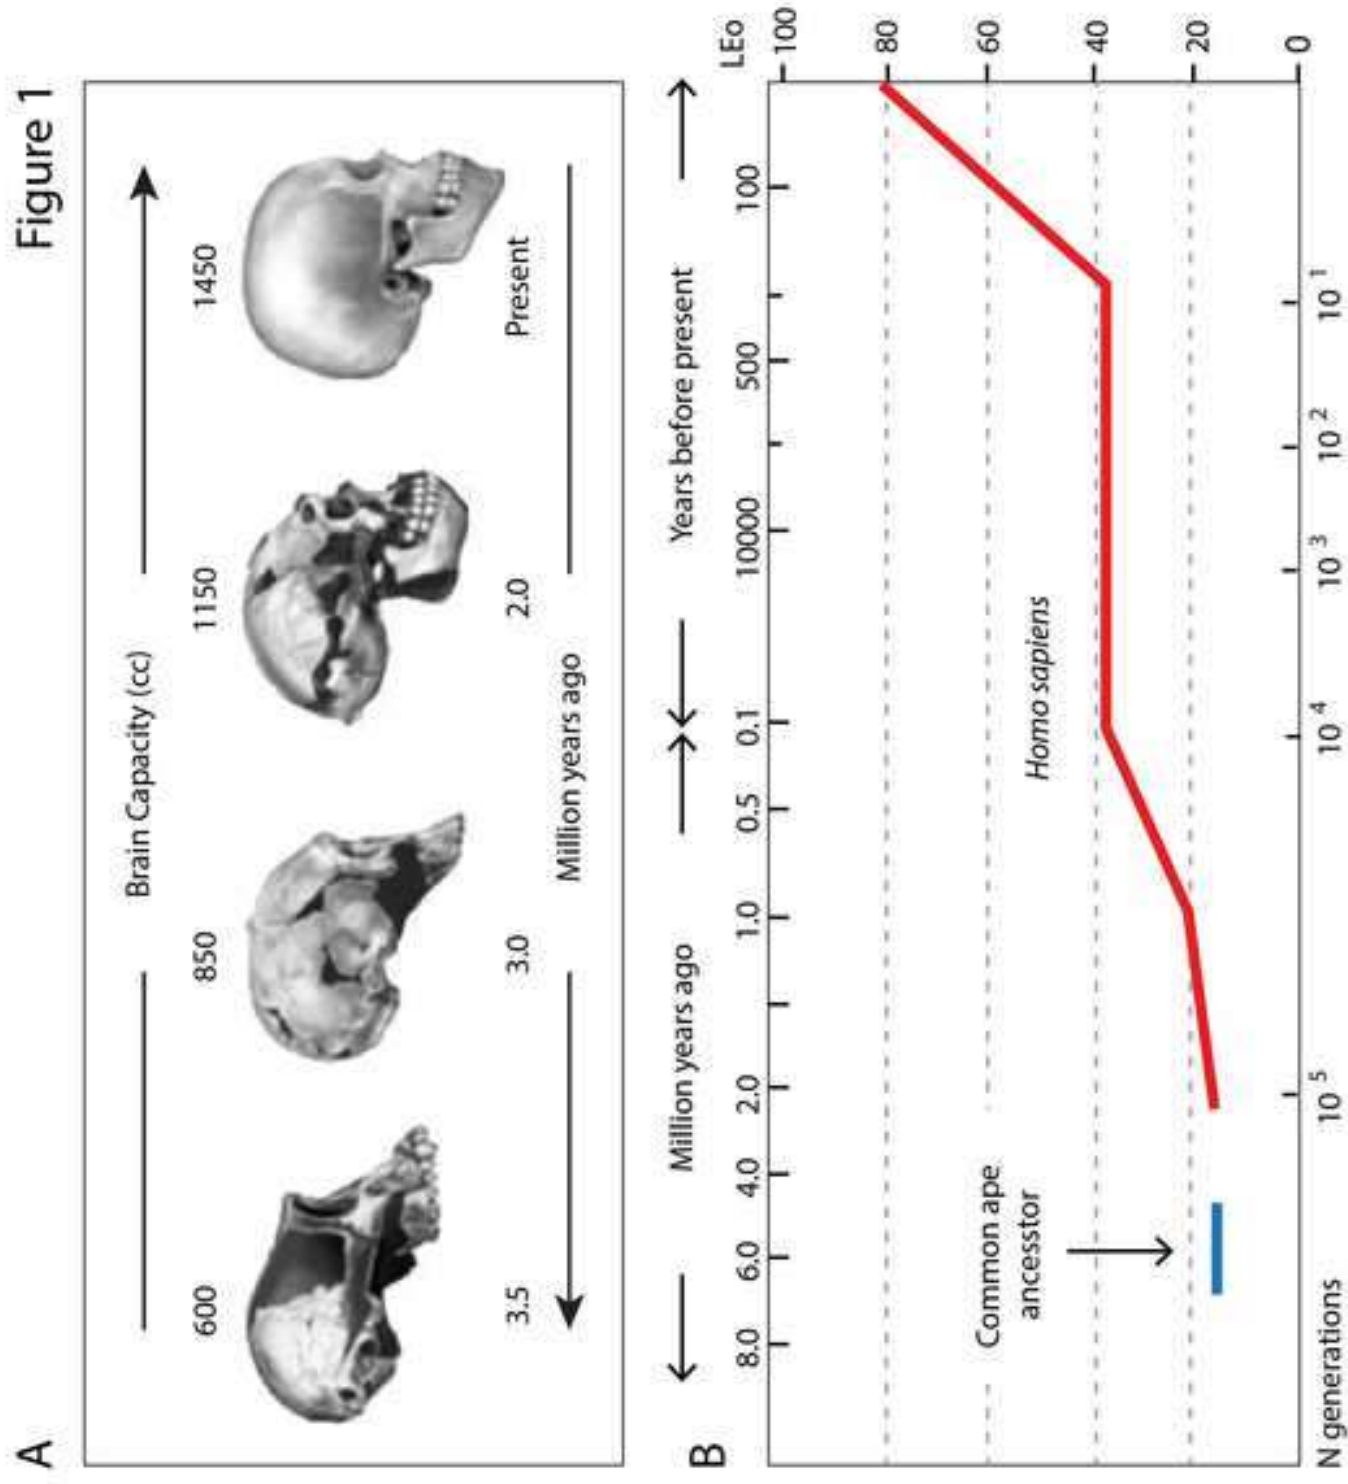 Figure 1
A
Brain Capacity (cc)
600 850 1150 1450
3.5 3.0 2.0 Present
Million years ago
B
Million years ago Years before present
8.0 6.0 4.0 2.0 1.0 0.5 0.1 10000 500 100
LEo
100
80
60
40
20
0
Common ape
ancesstor
Homo sapiens
N generations 10 5 10 4 10 3 10 2 10 1